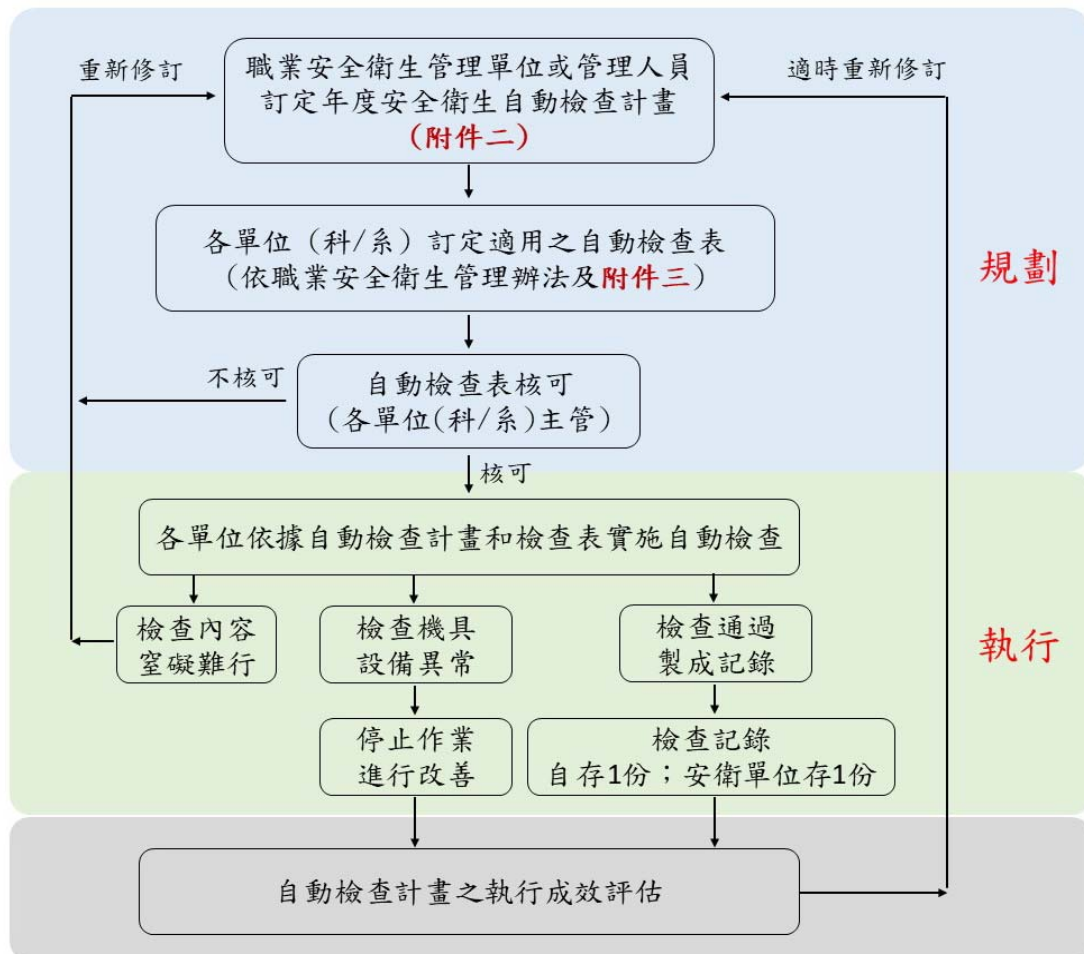 重新修訂
職業安全衛生管理單位或管理人員
訂定年度安全衛生自動檢查計畫
(附件二)
適時重新修訂
各單位（科/系）訂定適用之自動檢查表
(依職業安全衛生管理辦法及附件三)
規劃
不核可
自動檢查表核可
(各單位(科/系)主管)
核可
各單位依據自動檢查計畫和檢查表實施自動檢查
檢查內容
窒礙難行
檢查機具
設備異常
檢查通過
製成記錄
執行
停止作業
進行改善
檢查記錄
自存1份；安衛單位存1份
自動檢查計畫之執行成效評估